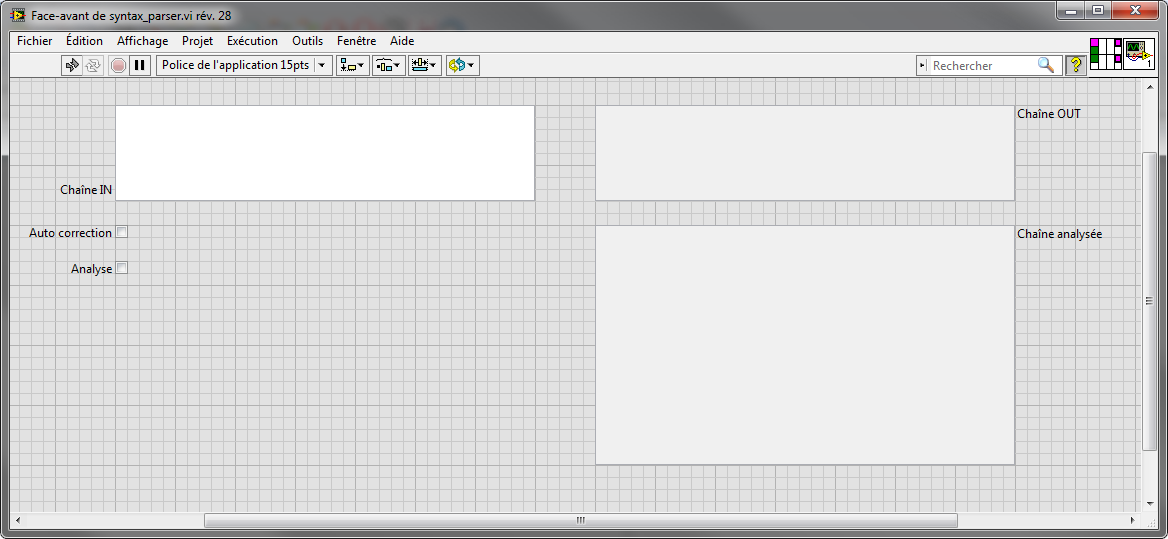 Face-avant de syntax_parser.vi rév. 28
Fichier Édition Affichage Projet Exécution Outils Fenêtre Aide
Police de l'application 15pts Rechercher ? 1
Chaîne OUT
Chaîne IN
Auto correction Chaîne analysée
Analyse